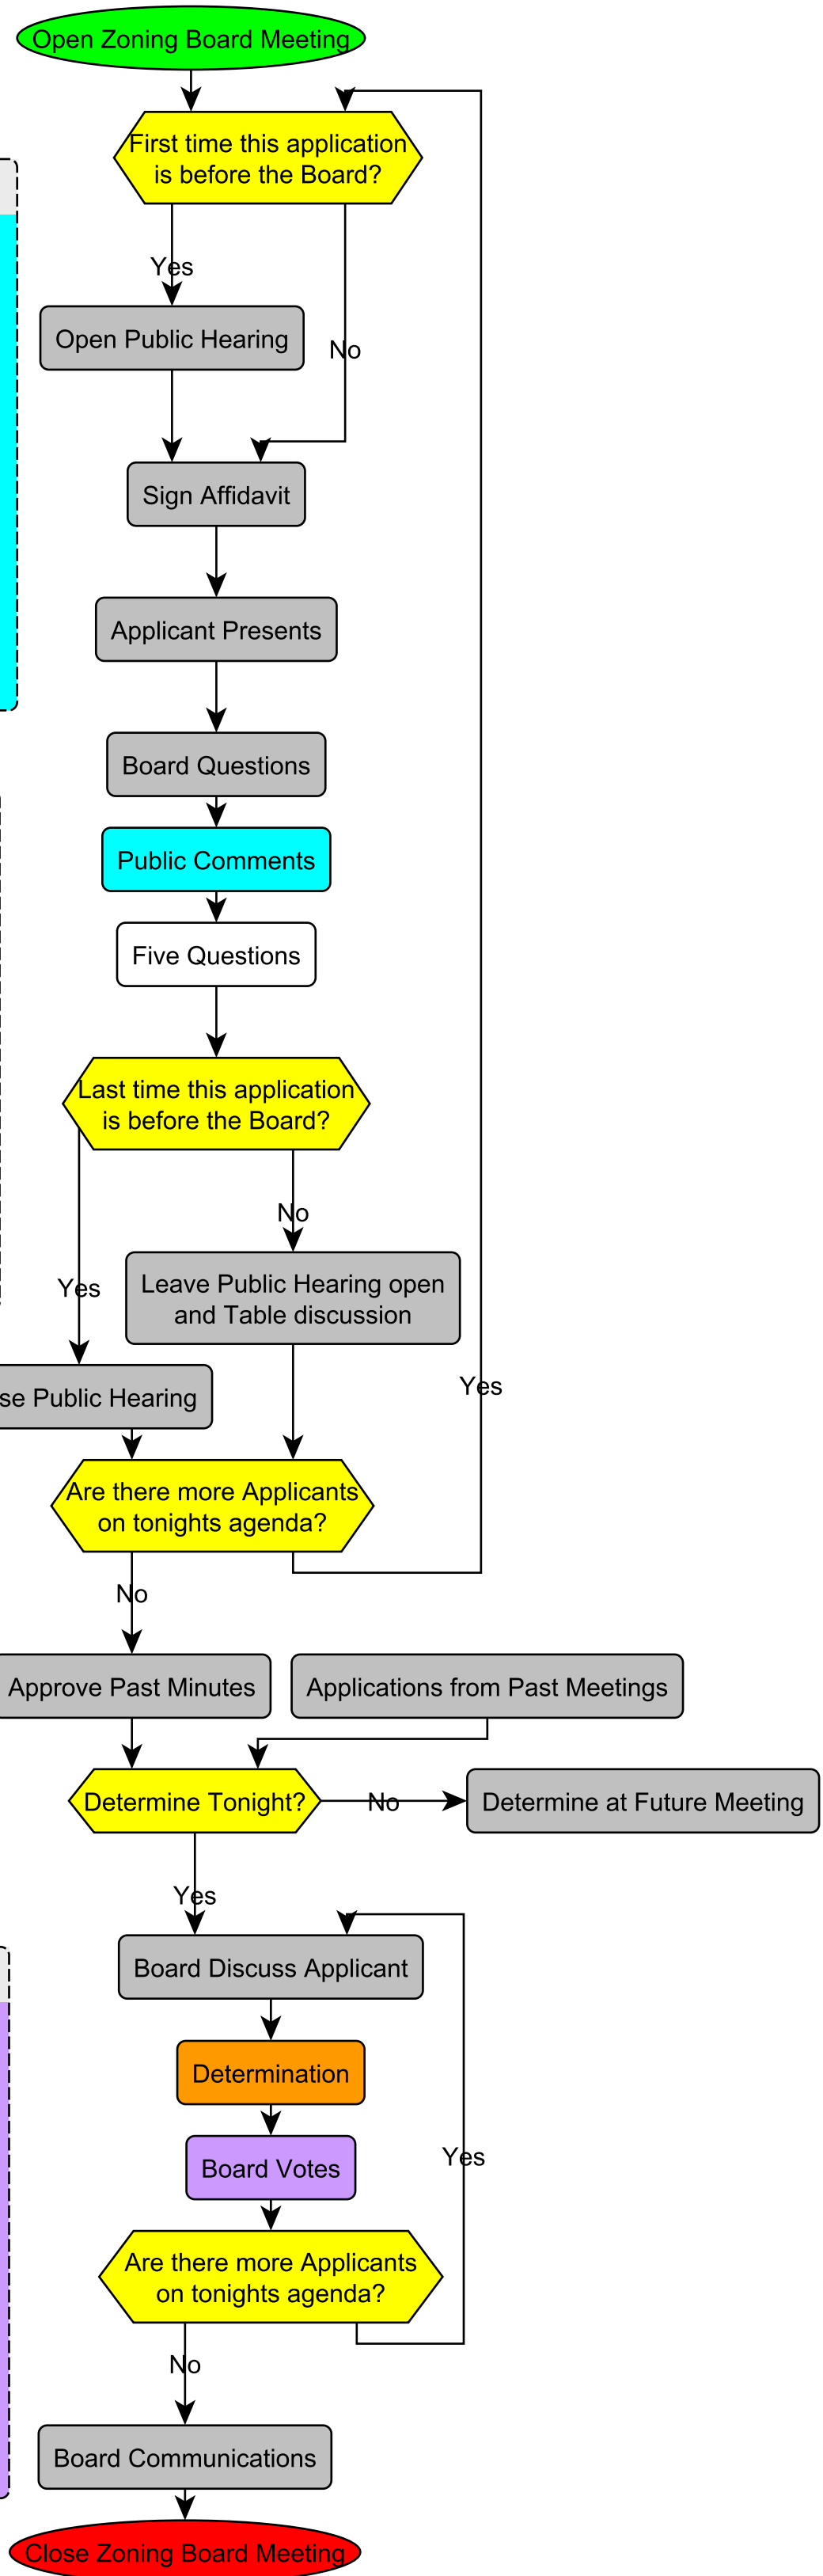 Open Zoning Board Meeting
First time this application
is before the Board?
Yes
Open Public Hearing
No
Sign Affidavit
Applicant Presents
Board Questions
Public Comments
Five Questions
Last time this application
is before the Board?
No
Leave Public Hearing open
and Table discussion
Yes
se Public Hearing
Yes
Are there more Applicants
on tonights agenda?
No
Approve Past Minutes
Applications from Past Meetings
Determine Tonight?
No
Determine at Future Meeting
Yes
Board Discuss Applicant
Determination
Board Votes
Yes
Are there more Applicants
on tonights agenda?
No
Board Communications
Close Zoning Board Meeting